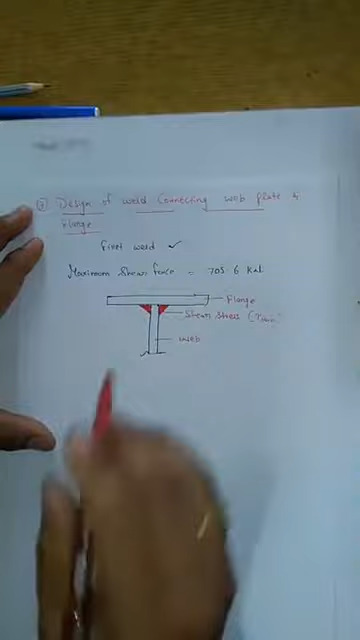 7 Design of weld Connecting web plate &
Flange
Fillet weld ✓
Maximum Shear force = 705.6 KN
Flange
Shear stress (τ
web